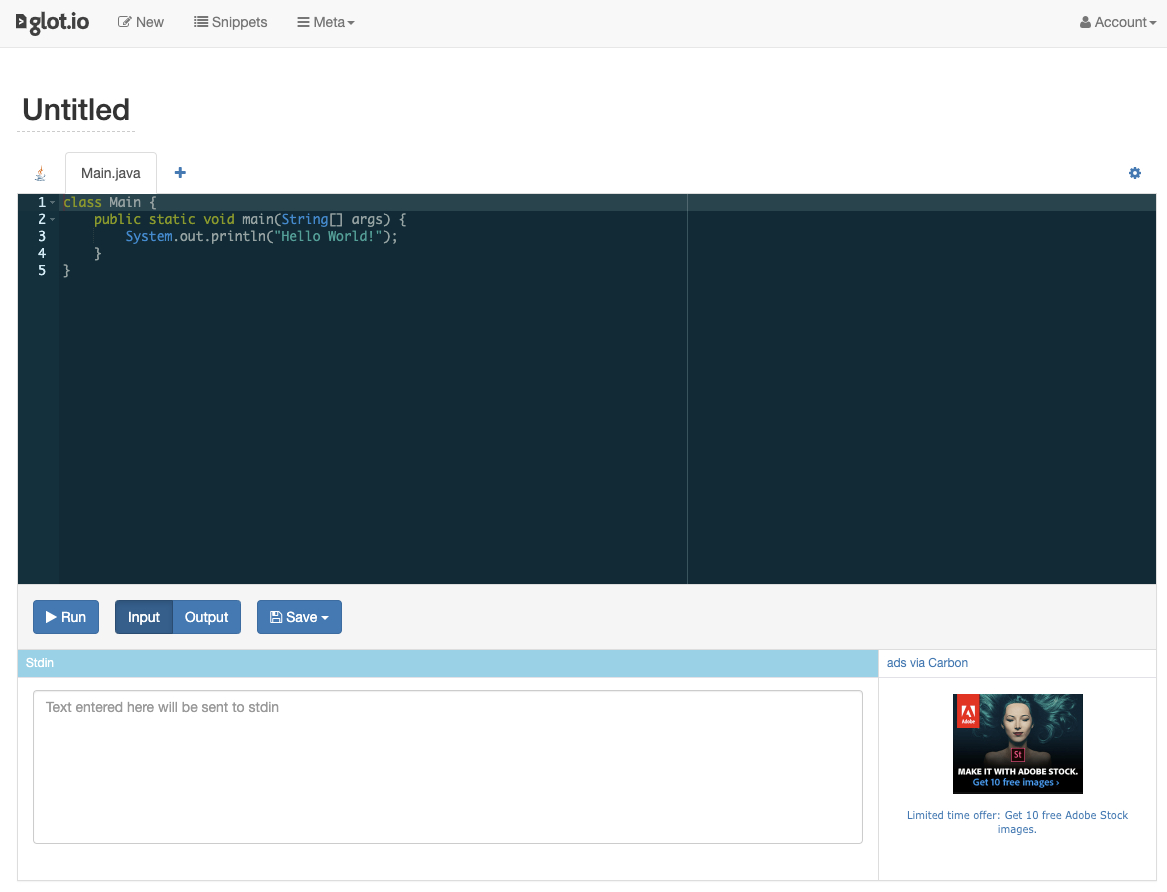 glot.io New Snippets Meta Account
Untitled
Main.java
1 class Main {
2     public static void main(String[] args) {
3         System.out.println("Hello World!");
4     }
5 }
Run Input Output Save
Stdin
ads via Carbon
Text entered here will be sent to stdin
Adobe
St
MAKE IT WITH ADOBE STOCK.
Get 10 free images ›
Limited time offer: Get 10 free Adobe Stock
images.